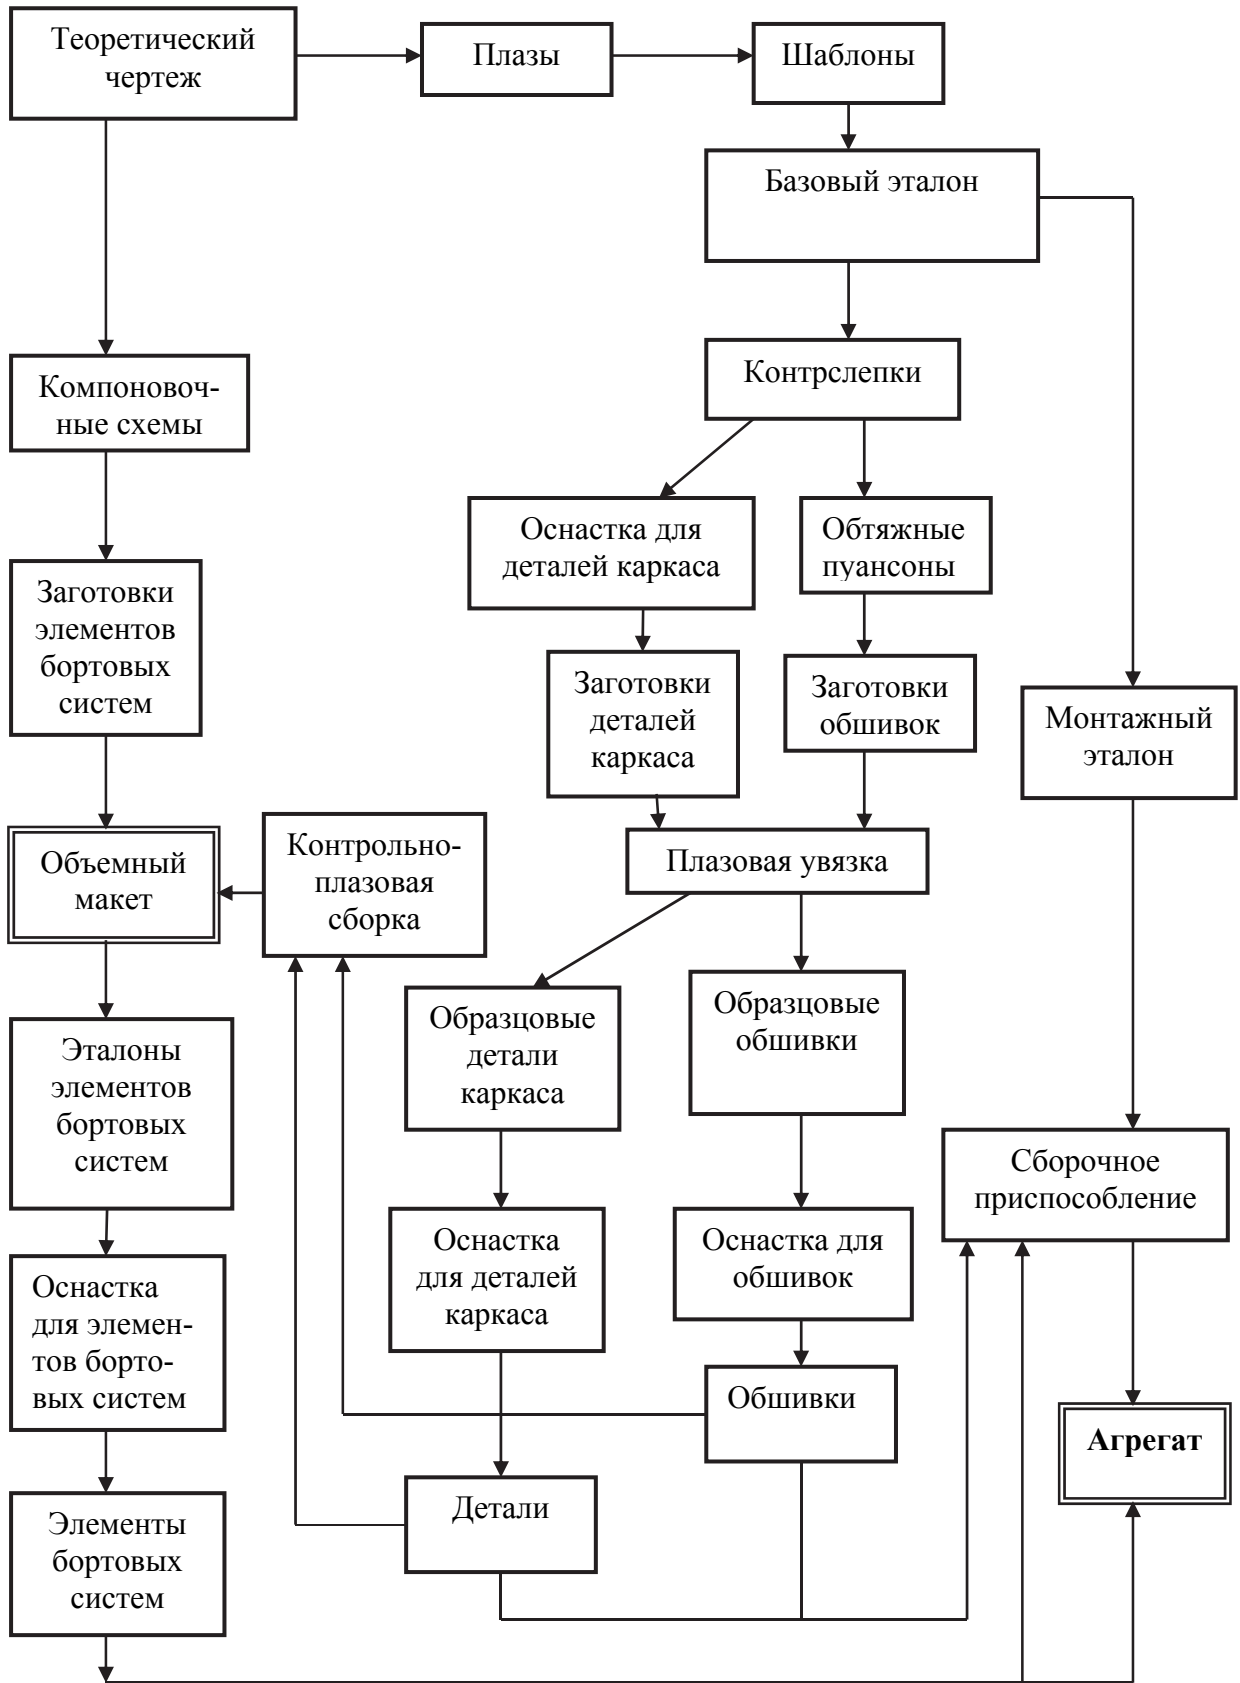 Теоретический
чертеж
Плазы
Шаблоны
Базовый эталон
Контрслепки
Компоновоч-
ные схемы
Оснастка для
деталей каркаса
Обтяжные
пуансоны
Заготовки
элементов
бортовых
систем
Заготовки
деталей
каркаса
Заготовки
обшивок
Монтажный
эталон
Объемный
макет
Контрольно-
плазовая
сборка
Плазовая увязка
Образцовые
детали
каркаса
Образцовые
обшивки
Эталоны
элементов
бортовых
систем
Сборочное
приспособление
Оснастка
для деталей
каркаса
Оснастка для
обшивок
Оснастка
для элемен-
тов борто-
вых систем
Обшивки
Агрегат
Детали
Элементы
бортовых
систем